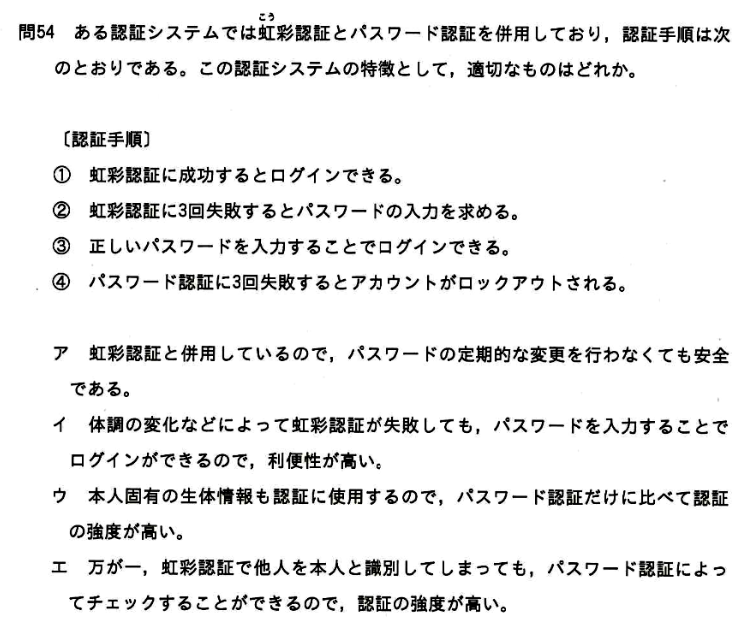 問54 ある認証システムでは虹彩認証とパスワード認証を併用しており，認証手順は次
のとおりである。この認証システムの特徴として，適切なものはどれか。
〔認証手順〕
① 虹彩認証に成功するとログインできる。
② 虹彩認証に3回失敗するとパスワードの入力を求める。
③ 正しいパスワードを入力することでログインできる。
④ パスワード認証に3回失敗するとアカウントがロックアウトされる。
ア 虹彩認証と併用しているので，パスワードの定期的な変更を行わなくても安全
である。
イ 体調の変化などによって虹彩認証が失敗しても，パスワードを入力することで
ログインができるので，利便性が高い。
ウ 本人固有の生体情報も認証に使用するので，パスワード認証だけに比べて認証
の強度が高い。
エ 万が一，虹彩認証で他人を本人と識別してしまっても，パスワード認証によっ
てチェックすることができるので，認証の強度が高い。